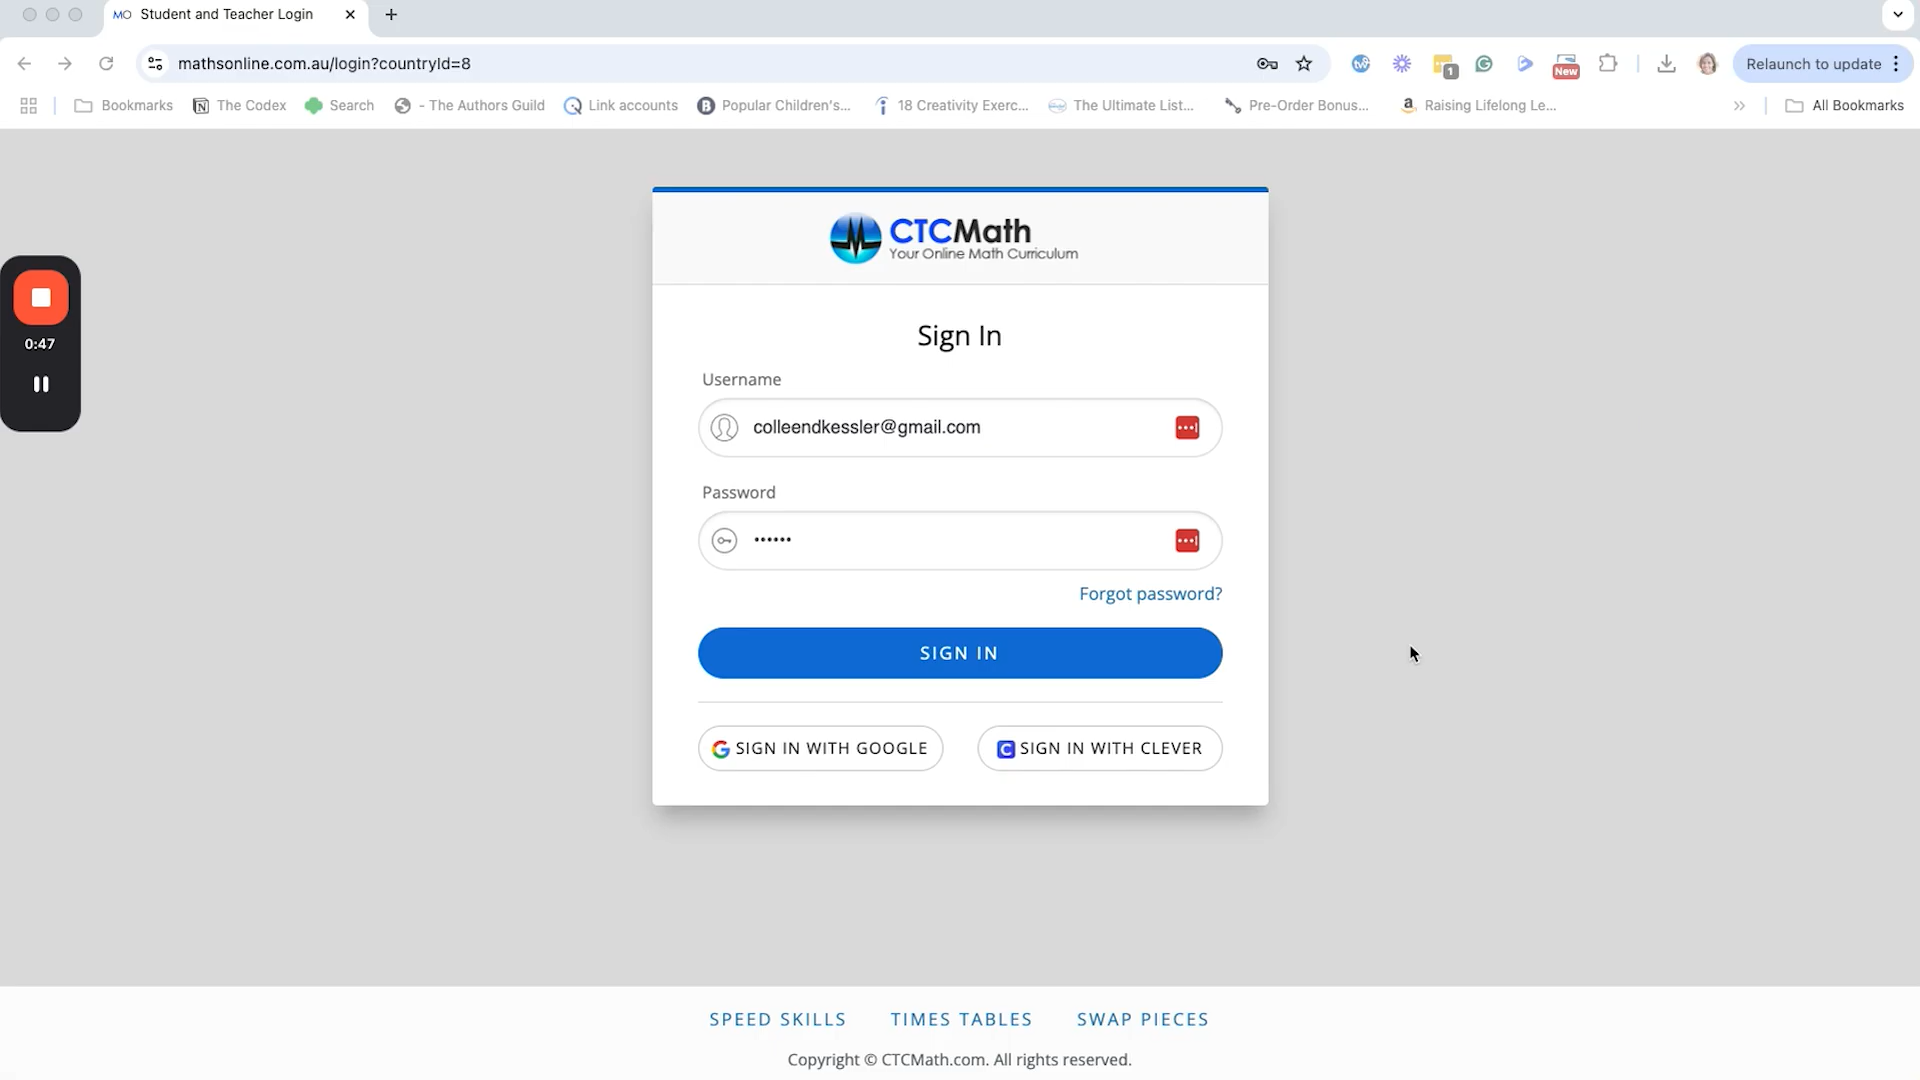 MO Student and Teacher Login
mathsonline.com.au/login?countryId=8
1
New
Relaunch to update
Bookmarks
The Codex
Search
- The Authors Guild
Link accounts
Popular Children's...
18 Creativity Exerc...
The Ultimate List...
Pre-Order Bonus...
Raising Lifelong Le...
All Bookmarks
CTCMath
Your Online Math Curriculum
0:47
Sign In
Username
colleendkessler@gmail.com
Password
••••••
Forgot password?
SIGN IN
SIGN IN WITH GOOGLE
SIGN IN WITH CLEVER
SPEED SKILLS
TIMES TABLES
SWAP PIECES
Copyright © CTCMath.com. All rights reserved.